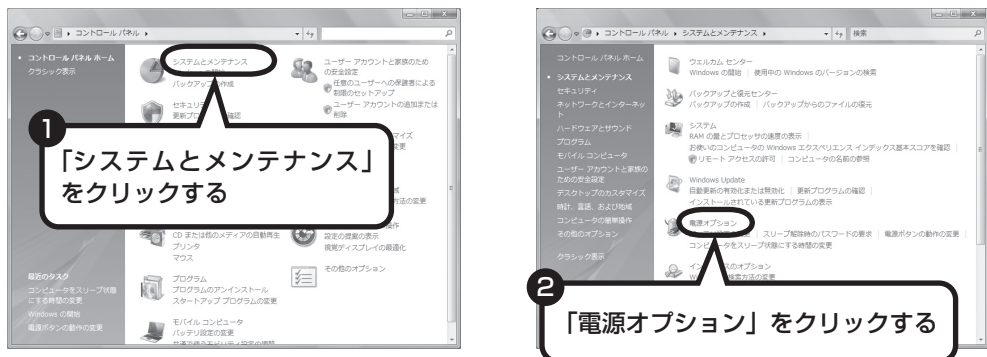 コントロール パネル
コントロール パネル ホーム
クラシック表示
システムとメンテナンス
バックアップの作成
ユーザー アカウントと家族のための安全設定
任意のユーザーへの保護者による
制限のセットアップ
ユーザー アカウントの追加または
削除
❶
「システムとメンテナンス」
をクリックする
CD または他のメディアの自動再生
プリンタ
マウス
設定の提案の表示
視覚ディスプレイの最適化
プログラム
プログラムのアンインストール
スタートアップ プログラムの変更
その他のオプション
モバイル コンピュータ
バッテリ設定の変更
最近のタスク
コンピュータをスリープ状態
にする時間の変更
Windows の開始
電源ボタンの動作の変更
コントロール パネル
システムとメンテナンス
検索
コントロール パネル ホーム
システムとメンテナンス
セキュリティ
ネットワークとインターネッ
ト
ハードウェアとサウンド
プログラム
モバイル コンピュータ
ユーザー アカウントと家族の
ための安全設定
デスクトップのカスタマイズ
時計、言語、および地域
コンピュータの簡単操作
その他のオプション
クラシック表示
ウェルカム センター
Windows の開始 | 使用中の Windows のバージョンの検索
バックアップと復元センター
バックアップの作成 | バックアップからのファイルの復元
システム
RAM の量とプロセッサの速度の表示
お使いのコンピュータの Windows エクスペリエンス インデックス基本スコアを確認
リモート アクセスの許可 | コンピュータの名前の参照
Windows Update
自動更新の有効化または無効化 | 更新プログラムの確認
インストールされている更新プログラムの表示
電源オプション
スリープ解除時のパスワードの要求 | 電源ボタンの動作の変更
コンピュータをスリープ状態にする時間の変更
❷
「電源オプション」をクリックする